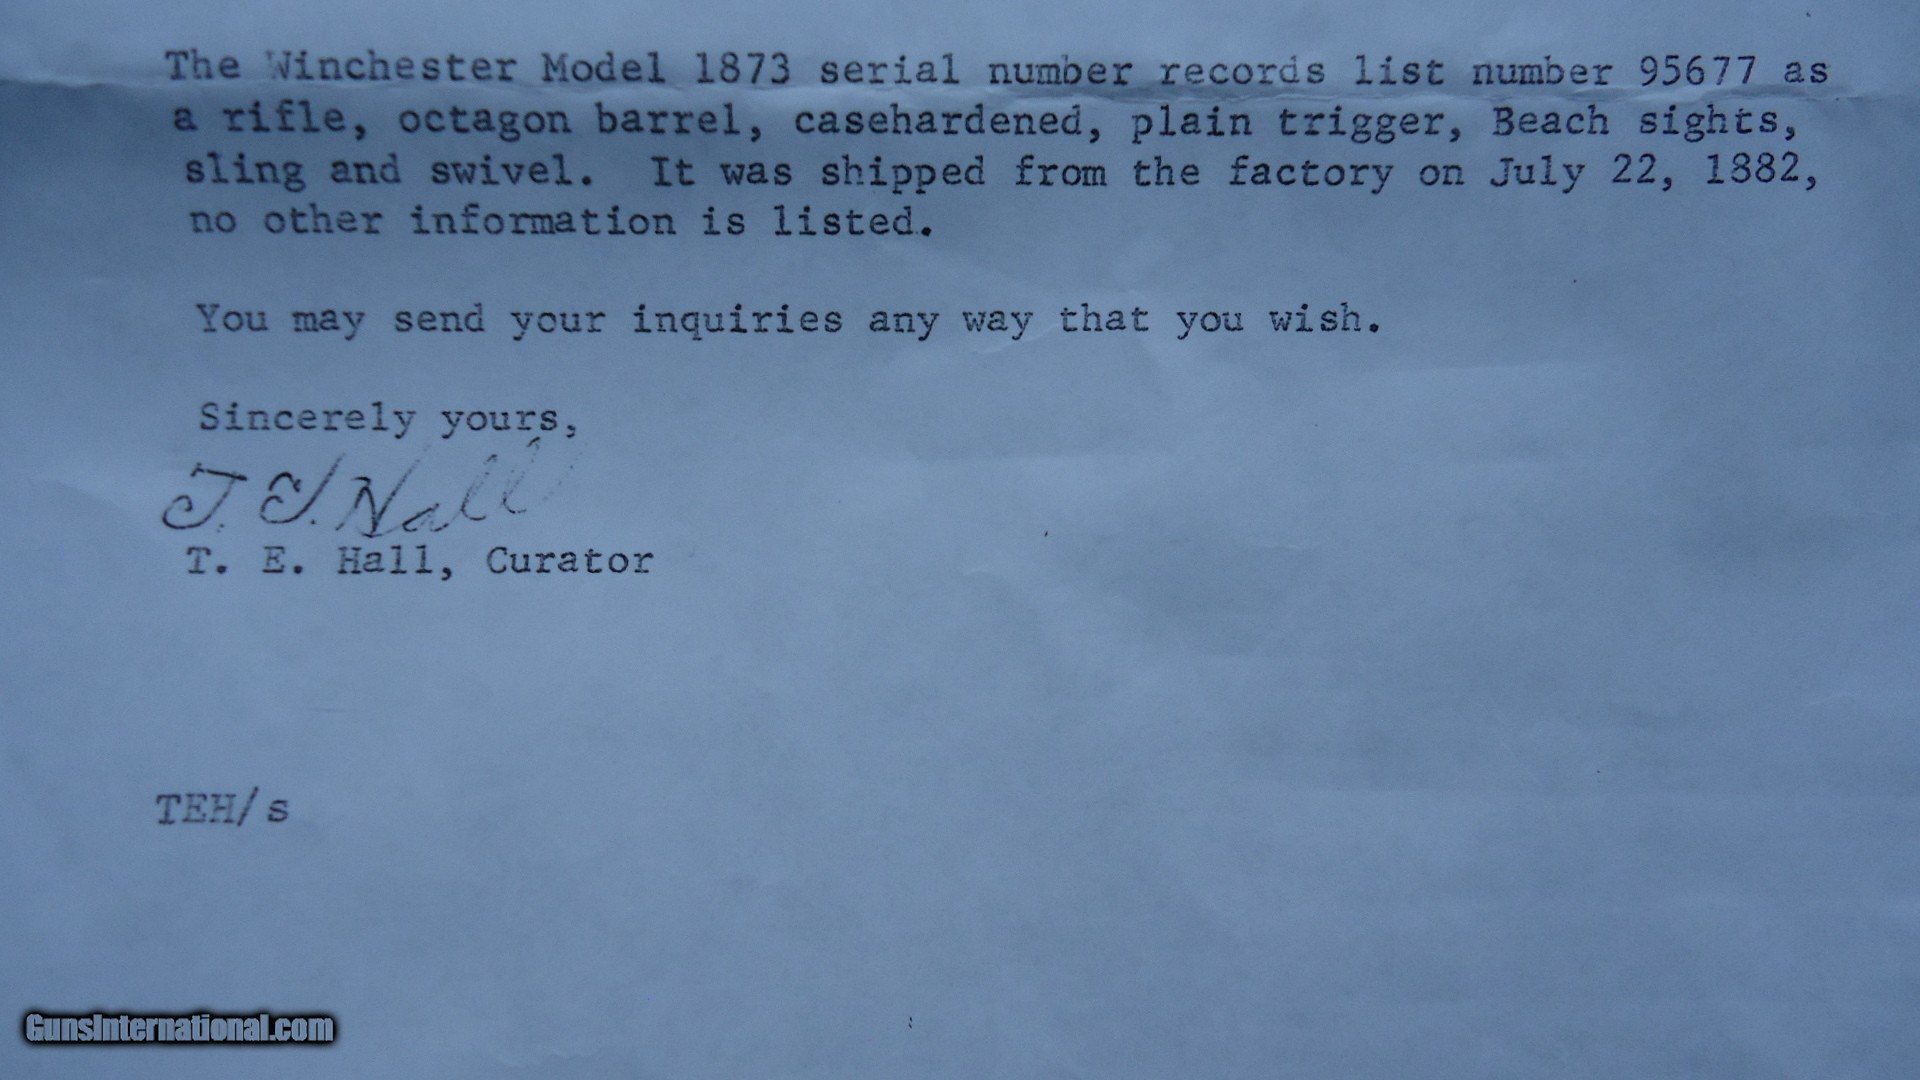 The Winchester Model 1873 serial number records list number 95677 as
a rifle, octagon barrel, casehardened, plain trigger, Beach sights,
sling and swivel.  It was shipped from the factory on July 22, 1882,
no other information is listed.
You may send your inquiries any way that you wish.
Sincerely yours,
T. E. Hall
T. E. Hall, Curator
TEH/s
GunsInternational.com